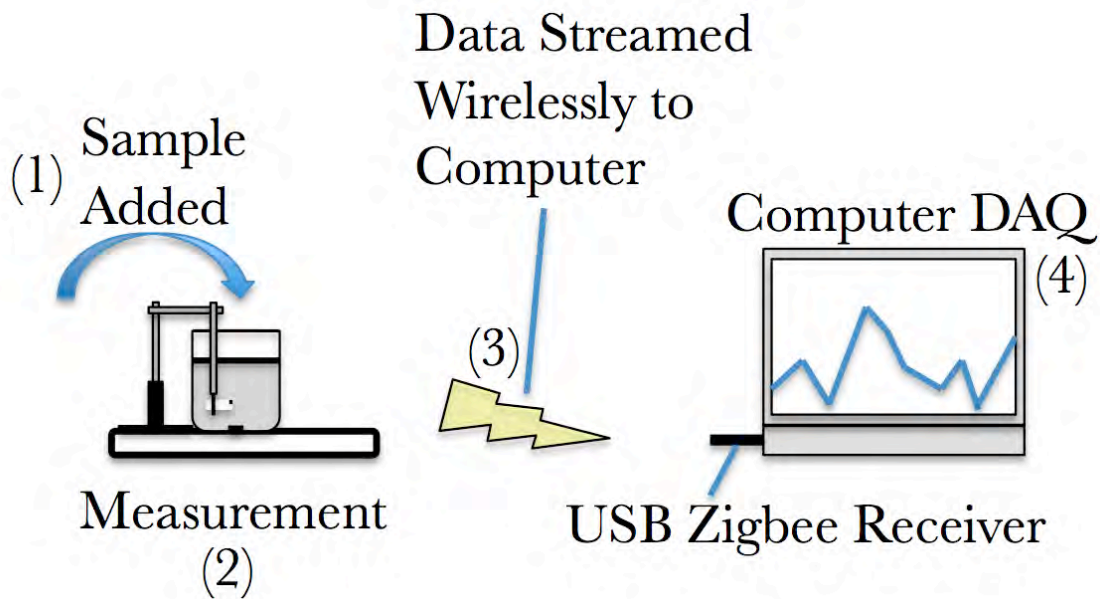 (1) Sample
Added
Measurement
(2)
Data Streamed
Wirelessly to
Computer
(3)
Computer DAQ
(4)
USB Zigbee Receiver